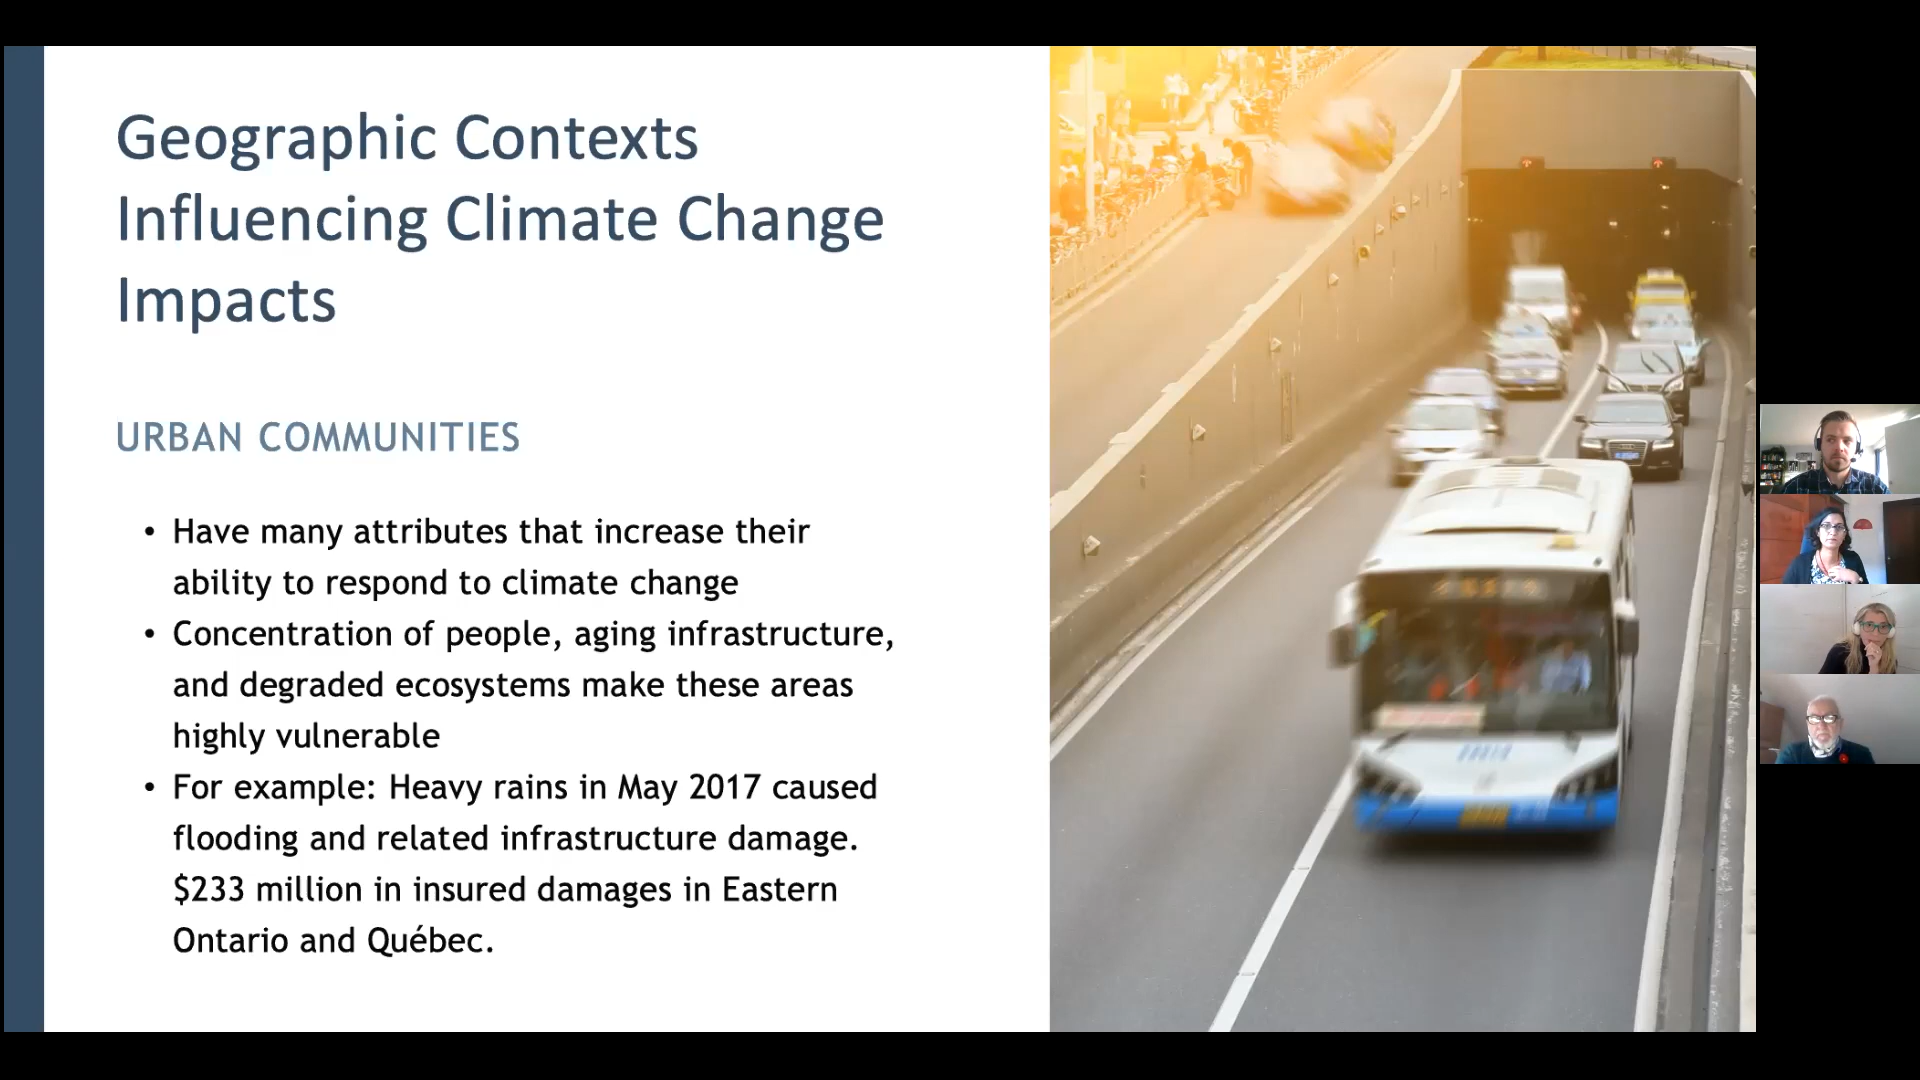 Geographic Contexts
Influencing Climate Change
Impacts
URBAN COMMUNITIES
• Have many attributes that increase their
ability to respond to climate change
• Concentration of people, aging infrastructure,
and degraded ecosystems make these areas
highly vulnerable
• For example: Heavy rains in May 2017 caused
flooding and related infrastructure damage.
$233 million in insured damages in Eastern
Ontario and Québec.